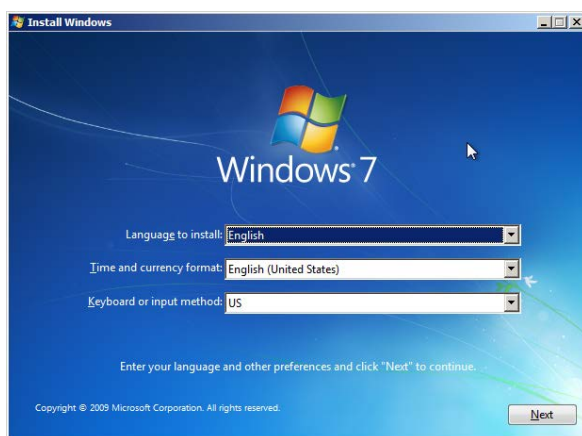 Install Windows
Windows 7
Language to install: English
Time and currency format: English (United States)
Keyboard or input method: US
Enter your language and other preferences and click "Next" to continue.
Copyright © 2009 Microsoft Corporation. All rights reserved.
Next